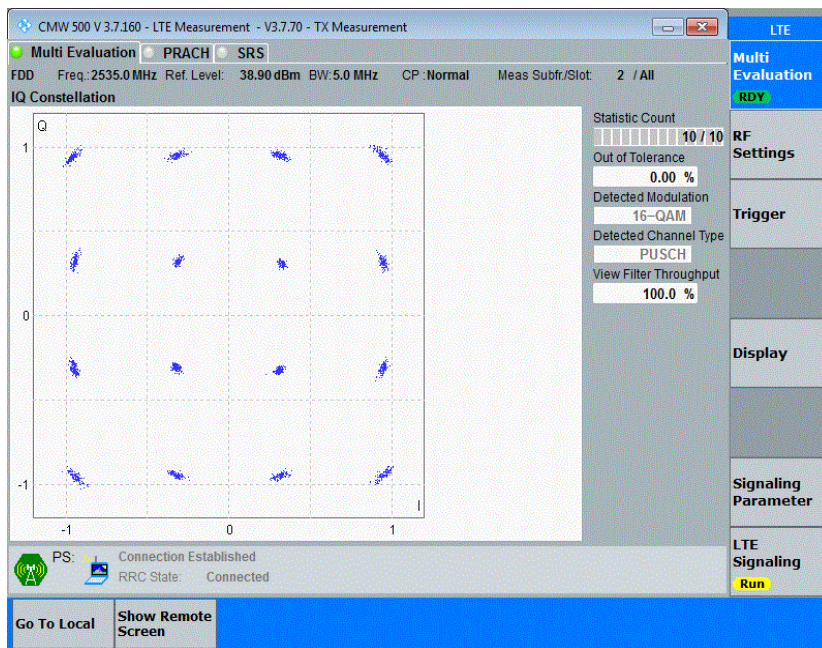 CMW 500 V 3.7.160 - LTE Measurement - V3.7.70 - TX Measurement
LTE
Multi Evaluation PRACH SRS
FDD Freq.: 2535.0 MHz Ref. Level: 38.90 dBm BW: 5.0 MHz CP : Normal Meas Subfr./Slot: 2 / All
IQ Constellation
Q
1
0
-1
I
-1 0 1
Statistic Count
10 / 10
Out of Tolerance
0.00 %
Detected Modulation
16-QAM
Detected Channel Type
PUSCH
View Filter Throughput
100.0 %
Multi
Evaluation
RDY
RF
Settings
Trigger
Display
Signaling
Parameter
LTE
Signaling
Run
PS: Connection Established
RRC State: Connected
Go To Local
Show Remote
Screen